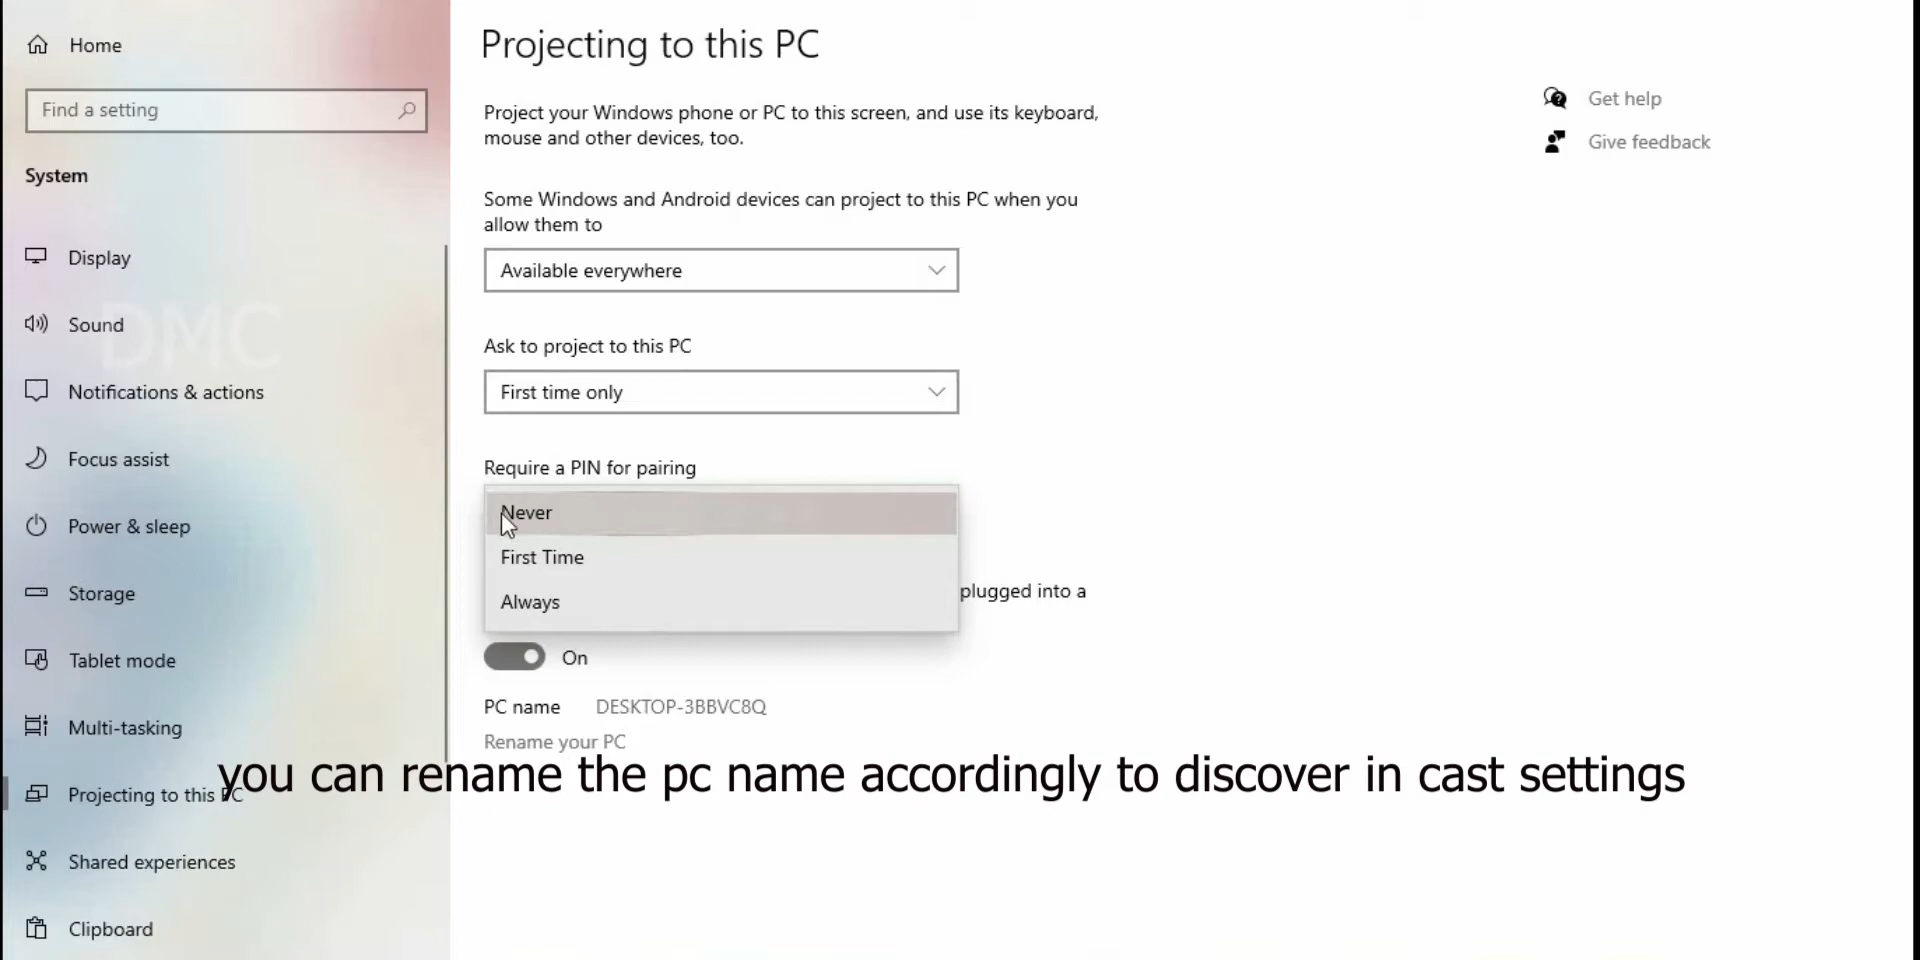 Home
Find a setting
System
Display
Sound
DMC
Notifications & actions
Focus assist
Power & sleep
Storage
Tablet mode
Multi-tasking
Projecting to this PC
Shared experiences
Clipboard
Projecting to this PC
Project your Windows phone or PC to this screen, and use its keyboard,
mouse and other devices, too.
Some Windows and Android devices can project to this PC when you
allow them to
Available everywhere
Ask to project to this PC
First time only
Require a PIN for pairing
Never
First Time
Always
plugged into a
On
PC name DESKTOP-3BBVC8Q
Rename your PC
you can rename the pc name accordingly to discover in cast settings
Get help
Give feedback